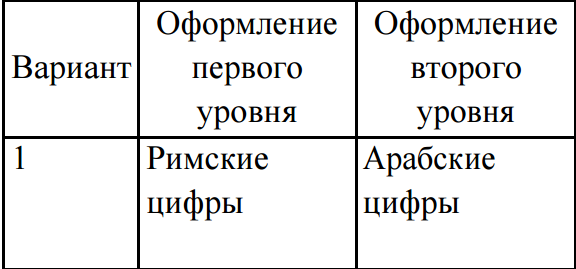 Вариант
Оформление
первого
уровня
Оформление
второго
уровня
1
Римские
цифры
Арабские
цифры